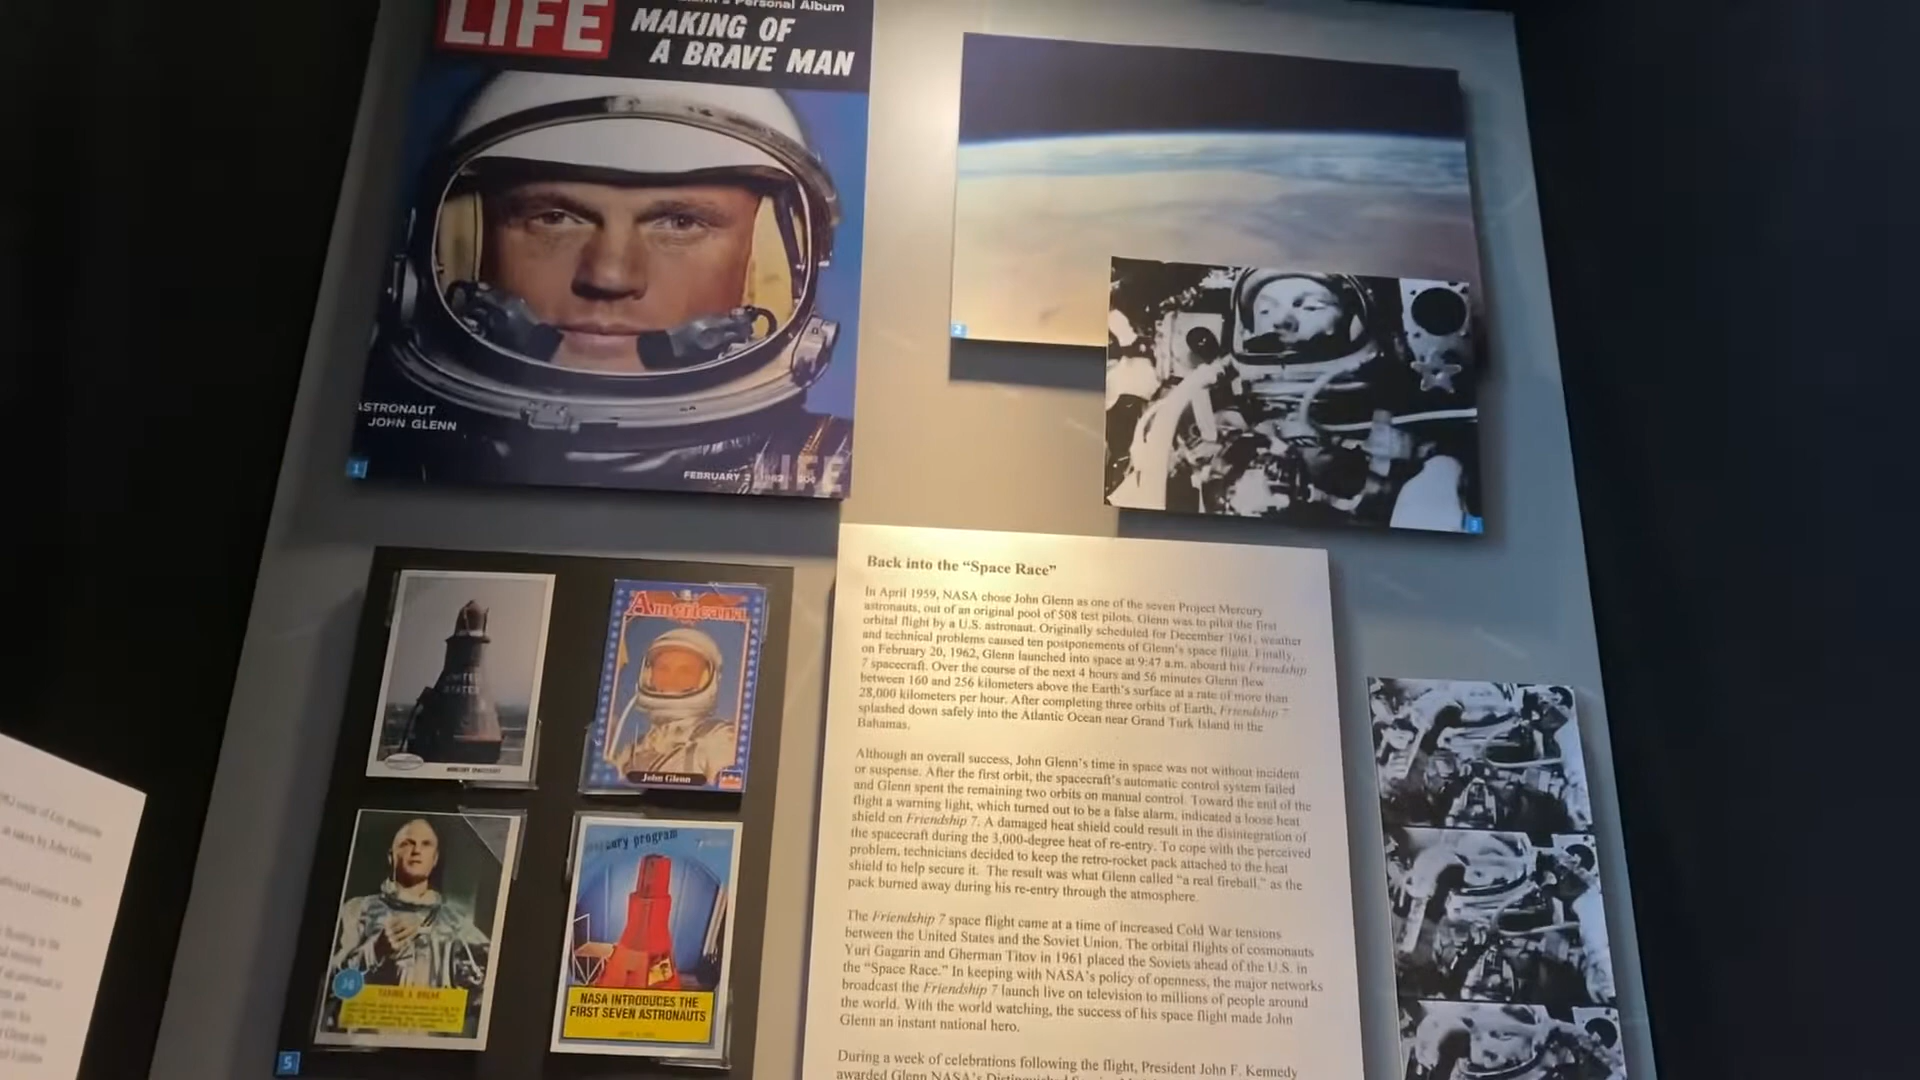 Personal Album
LIFE
MAKING OF
A BRAVE MAN
ASTRONAUT
JOHN GLENN
FEBRUARY 2
LIFE
1
2
3
Back into the “Space Race”
In April 1959, NASA chose John Glenn as one of the seven Project Mercury
astronauts, out of an original pool of 508 test pilots. Glenn was to pilot the first
orbital flight by a U.S. astronaut. Originally scheduled for December 1961, weather
and technical problems caused ten postponements of Glenn's space flight. Finally,
on February 20, 1962, Glenn launched into space at 9:47 a.m. aboard his Friendship
7 spacecraft. Over the course of the next 4 hours and 56 minutes Glenn flew
between 160 and 256 kilometers above the Earth's surface at a rate of more than
28,000 kilometers per hour. After completing three orbits of Earth, Friendship 7
splashed down safely into the Atlantic Ocean near Grand Turk Island in the
Bahamas.
Although an overall success, John Glenn's time in space was not without incident
or suspense. After the first orbit, the spacecraft's automatic control system failed
and Glenn spent the remaining two orbits on manual control. Toward the end of the
flight a warning light, which turned out to be a false alarm, indicated a loose heat
shield on Friendship 7. A damaged heat shield could result in the disintegration of
the spacecraft during the 3,000-degree heat of re-entry. To cope with the perceived
problem, technicians decided to keep the retro-rocket pack attached to the heat
shield to help secure it. The result was what Glenn called “a real fireball,” as the
pack burned away during his re-entry through the atmosphere.
The Friendship 7 space flight came at a time of increased Cold War tensions
between the United States and the Soviet Union. The orbital flights of cosmonauts
Yuri Gagarin and Gherman Titov in 1961 placed the Soviets ahead of the U.S. in
the “Space Race.” In keeping with NASA's policy of openness, the major networks
broadcast the Friendship 7 launch live on television to millions of people around
the world. With the world watching, the success of his space flight made John
Glenn an instant national hero.
During a week of celebrations following the flight, President John F. Kennedy
awarded Glenn NASA's
UNITED
STATES
MERCURY SPACECRAFT
Americana
John Glenn
TAKING A BREAK
program
NASA INTRODUCES THE
FIRST SEVEN ASTRONAUTS
5